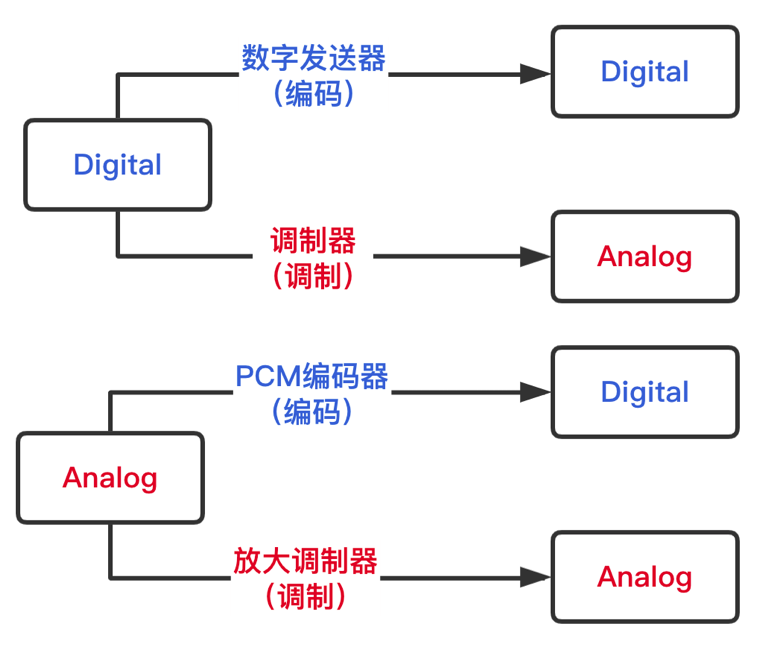 数字发送器
（编码）
Digital
Digital
调制器
（调制）
Analog
PCM编码器
（编码）
Digital
Analog
放大调制器
（调制）
Analog